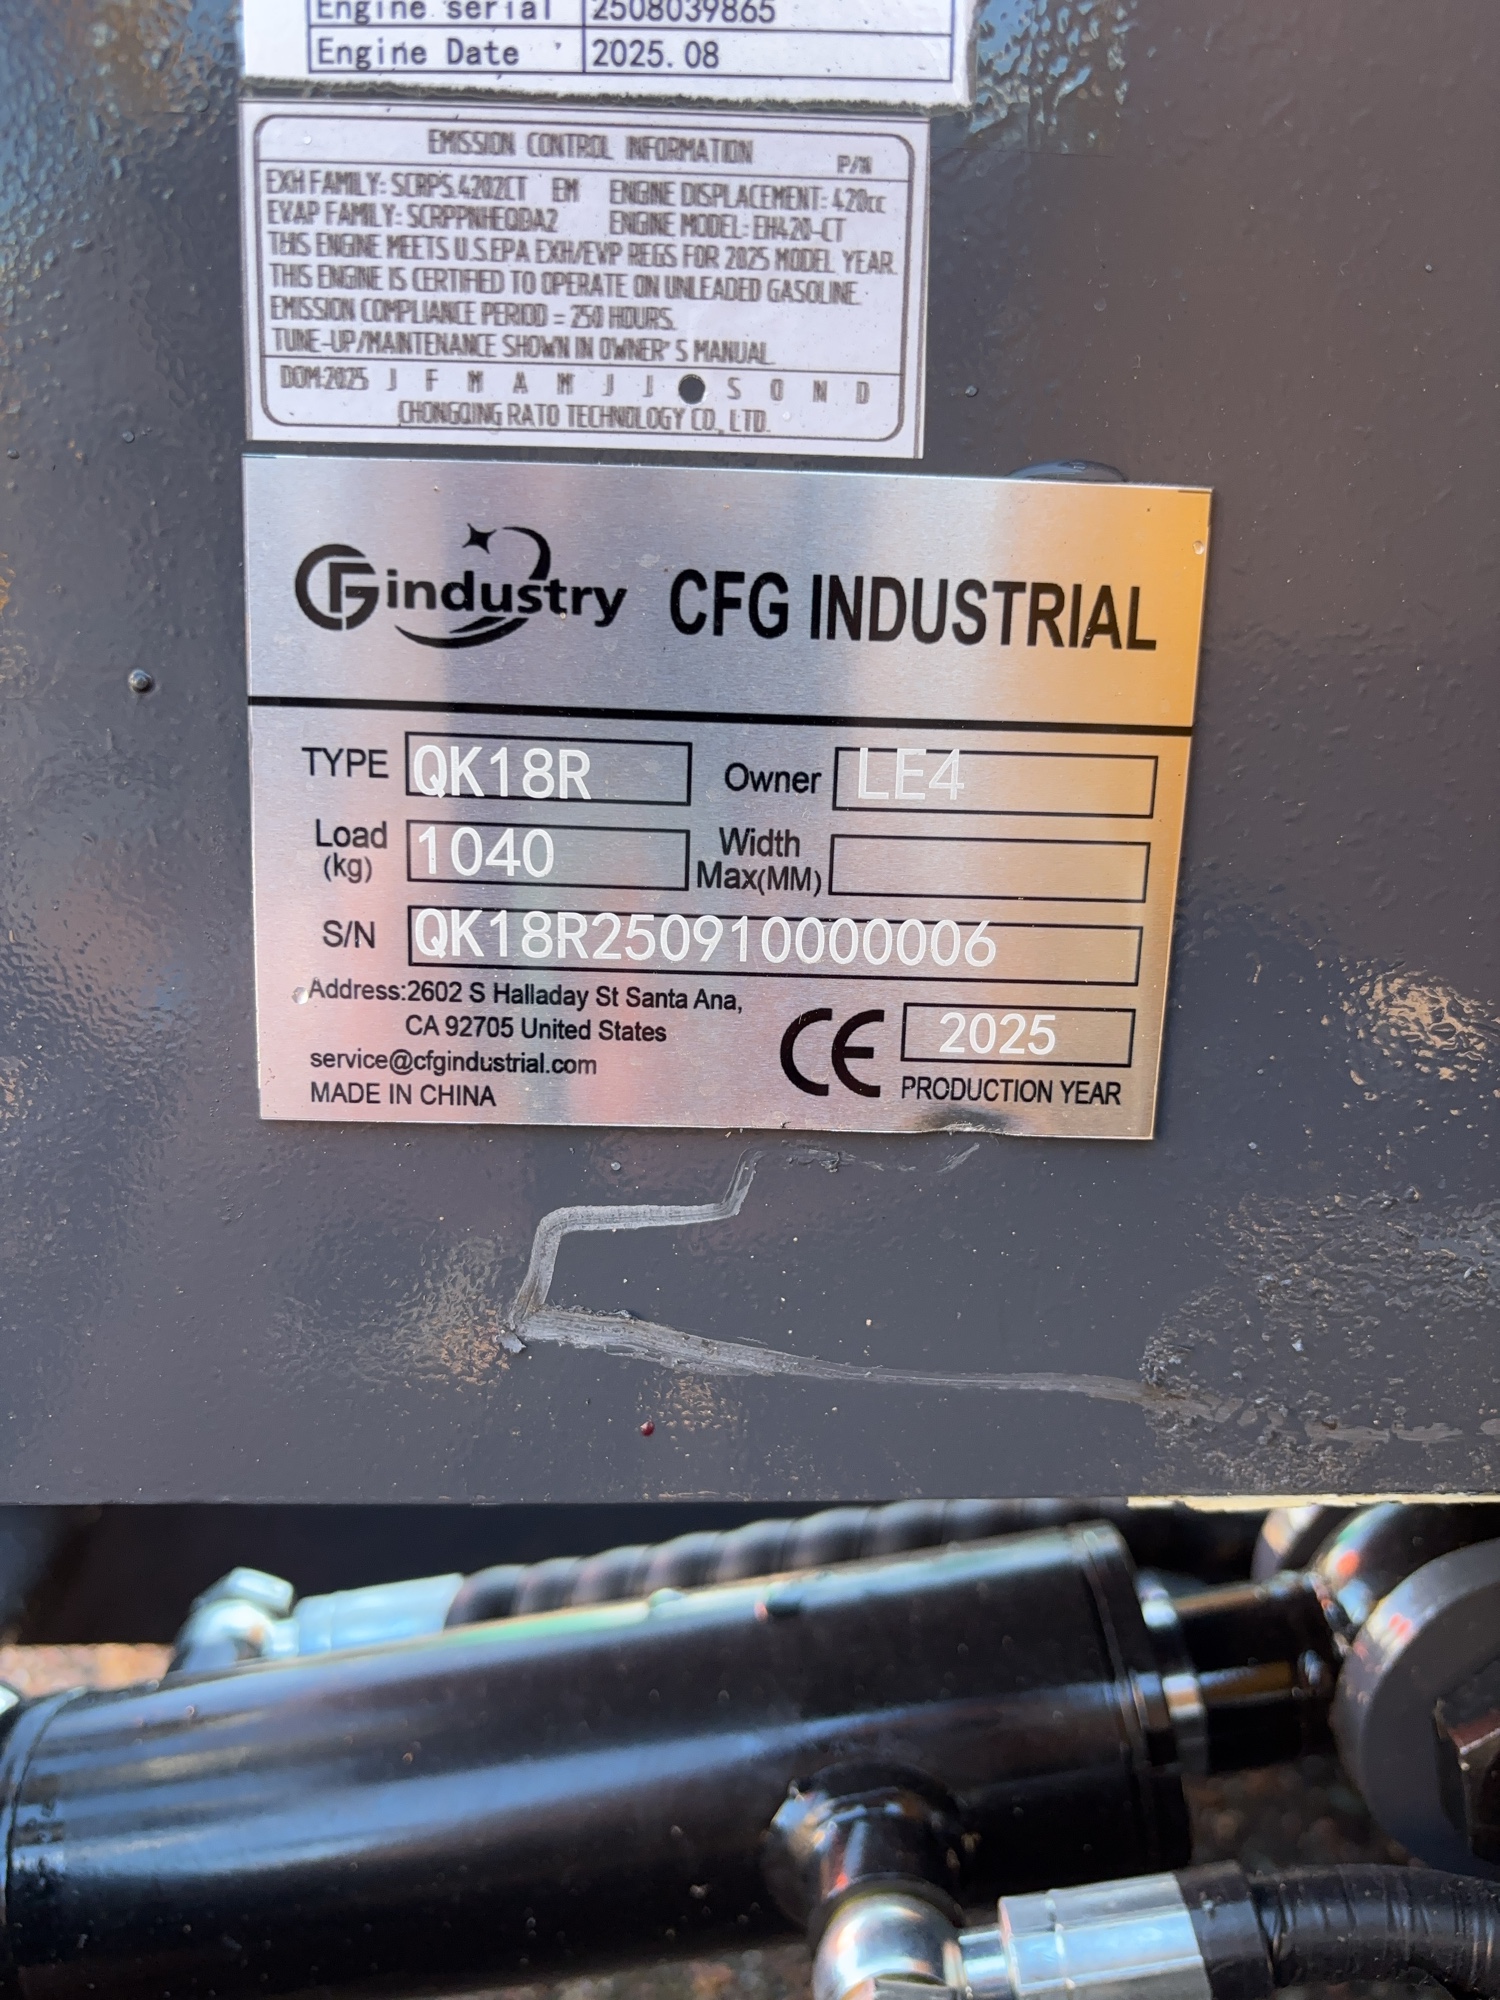 Engine serial 2508039865
Engine Date 2025.08
EMISSION CONTROL INFORMATION
P/N
EXH FAMILY: SCRPS.4202CT EM ENGINE DISPLACEMENT: 420cc
EVAP FAMILY: SCRPPNHEQDA2 ENGINE MODEL: EH420-CT
THIS ENGINE MEETS U.S.EPA EXH/EVP REGS FOR 2025 MODEL YEAR.
THIS ENGINE IS CERTIFIED TO OPERATE ON UNLEADED GASOLINE.
EMISSION COMPLIANCE PERIOD = 250 HOURS.
TUNE-UP/MAINTENANCE SHOWN IN OWNER'S MANUAL
DOM:2025 J F M A M J J ● S O N D
CHONGQING RATO TECHNOLOGY CO., LTD.
GFindustry CFG INDUSTRIAL
TYPE QK18R Owner LE4
Load (kg) 1040 Width Max(MM)
S/N QK18R250910000006
Address:2602 S Halladay St Santa Ana,
CA 92705 United States
service@cfgindustrial.com
MADE IN CHINA
CE 2025
PRODUCTION YEAR